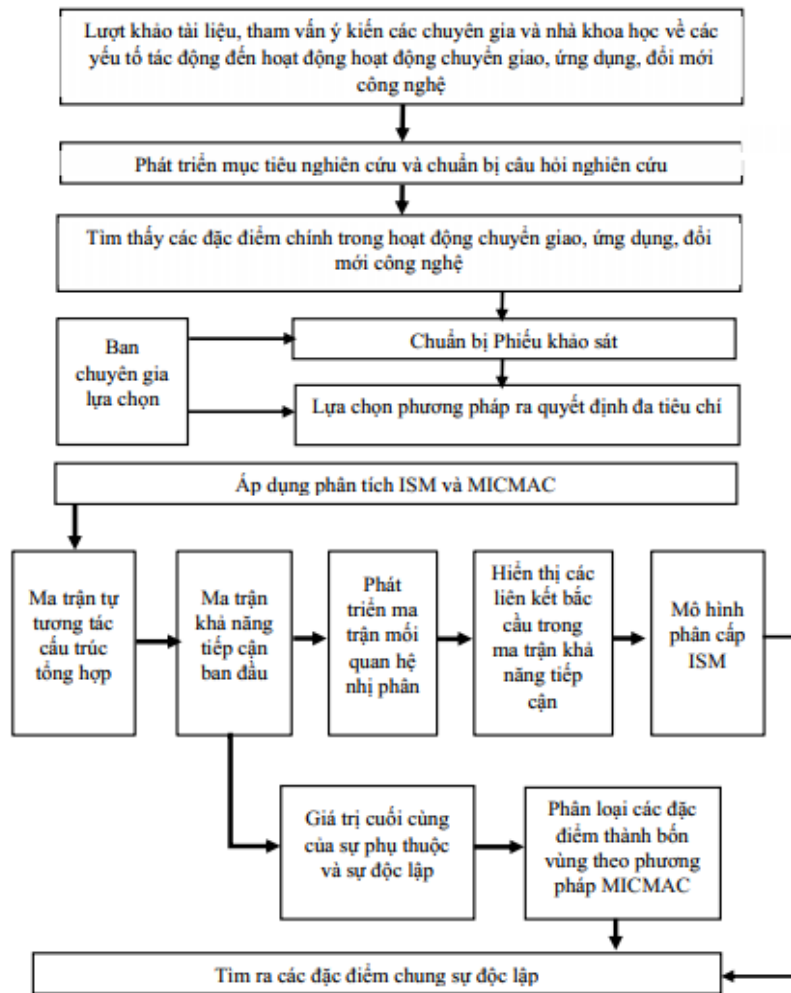 Lượt khảo tài liệu, tham vấn ý kiến các chuyên gia và nhà khoa học về các
yếu tố tác động đến hoạt động hoạt động chuyển giao, ứng dụng, đổi mới
công nghệ
Phát triển mục tiêu nghiên cứu và chuẩn bị câu hỏi nghiên cứu
Tìm thấy các đặc điểm chính trong hoạt động chuyển giao, ứng dụng, đổi
mới công nghệ
Ban
chuyên gia
lựa chọn
Chuẩn bị Phiếu khảo sát
Lựa chọn phương pháp ra quyết định đa tiêu chí
Áp dụng phân tích ISM và MICMAC
Ma trận tự
tương tác
cấu trúc
tổng hợp
Ma trận
khả năng
tiếp cận
ban đầu
Phát
triển ma
trận mối
quan hệ
nhị phân
Hiển thị các
liên kết bắc
cầu trong
ma trận khả
năng tiếp
cận
Mô hình
phân cấp
ISM
Giá trị cuối cùng
của sự phụ thuộc
và sự độc lập
Phân loại các đặc
điểm thành bốn
vùng theo phương
pháp MICMAC
Tìm ra các đặc điểm chung sự độc lập